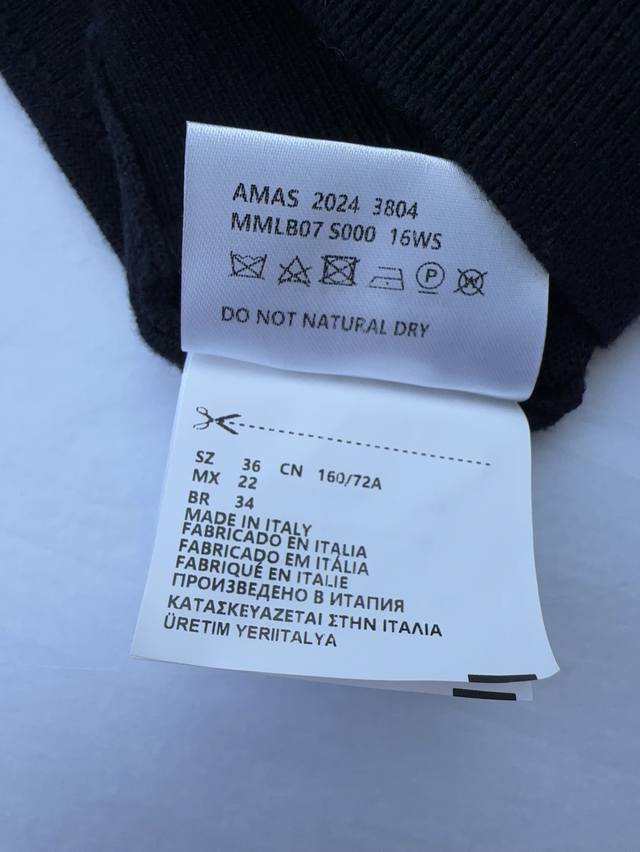 AMAS 2024 3804
MMLB07 S000 16WS
P W
DO NOT NATURAL DRY
SZ 36 CN 160/72A
MX 22
BR 34
MADE IN ITALY
FABRICADO EN ITALIA
FABRICADO EM ITÁLIA
FABRIQUÉ EN ITALIE
ПРОИЗВЕДЕНО В ИТАПИЯ
ΚΑΤΑΣΚΕΥΑΖΕΤΑΙ ΣΤΗΝ ΙΤΑΛΙΑ
ÜRETIM YERIITALYA